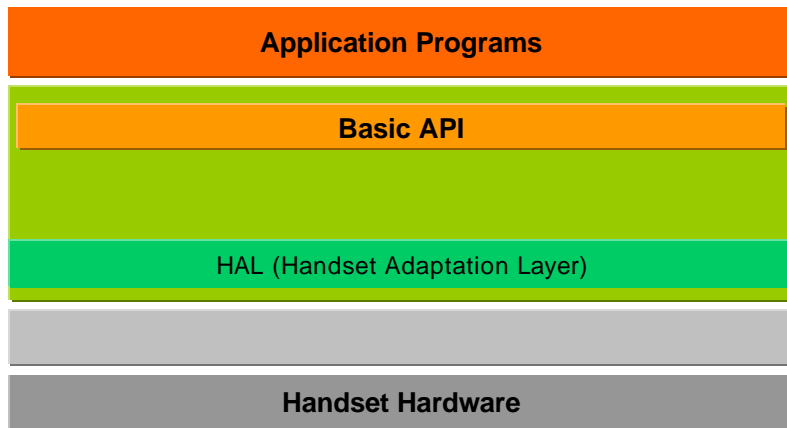 Application Programs
Basic API
HAL (Handset Adaptation Layer)
Handset Hardware